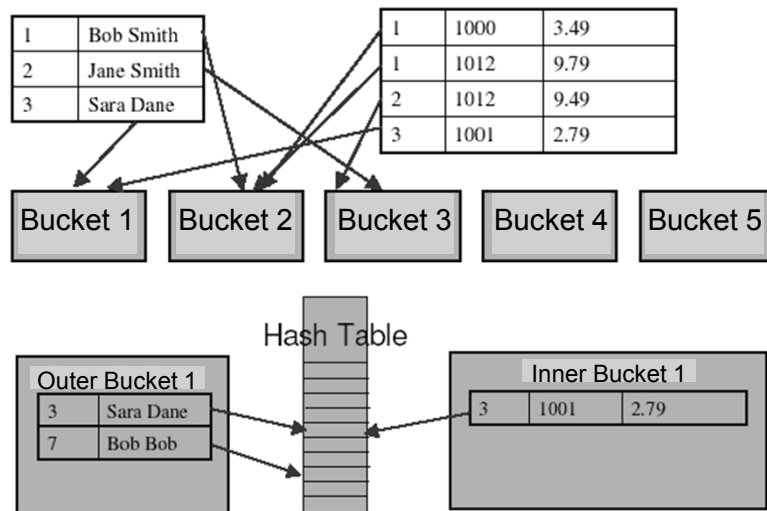 1 Bob Smith
2 Jane Smith
3 Sara Dane
1 1000 3.49
1 1012 9.79
2 1012 9.49
3 1001 2.79
Bucket 1 Bucket 2 Bucket 3 Bucket 4 Bucket 5
Hash Table
Outer Bucket 1
3 Sara Dane
7 Bob Bob
Inner Bucket 1
3 1001 2.79